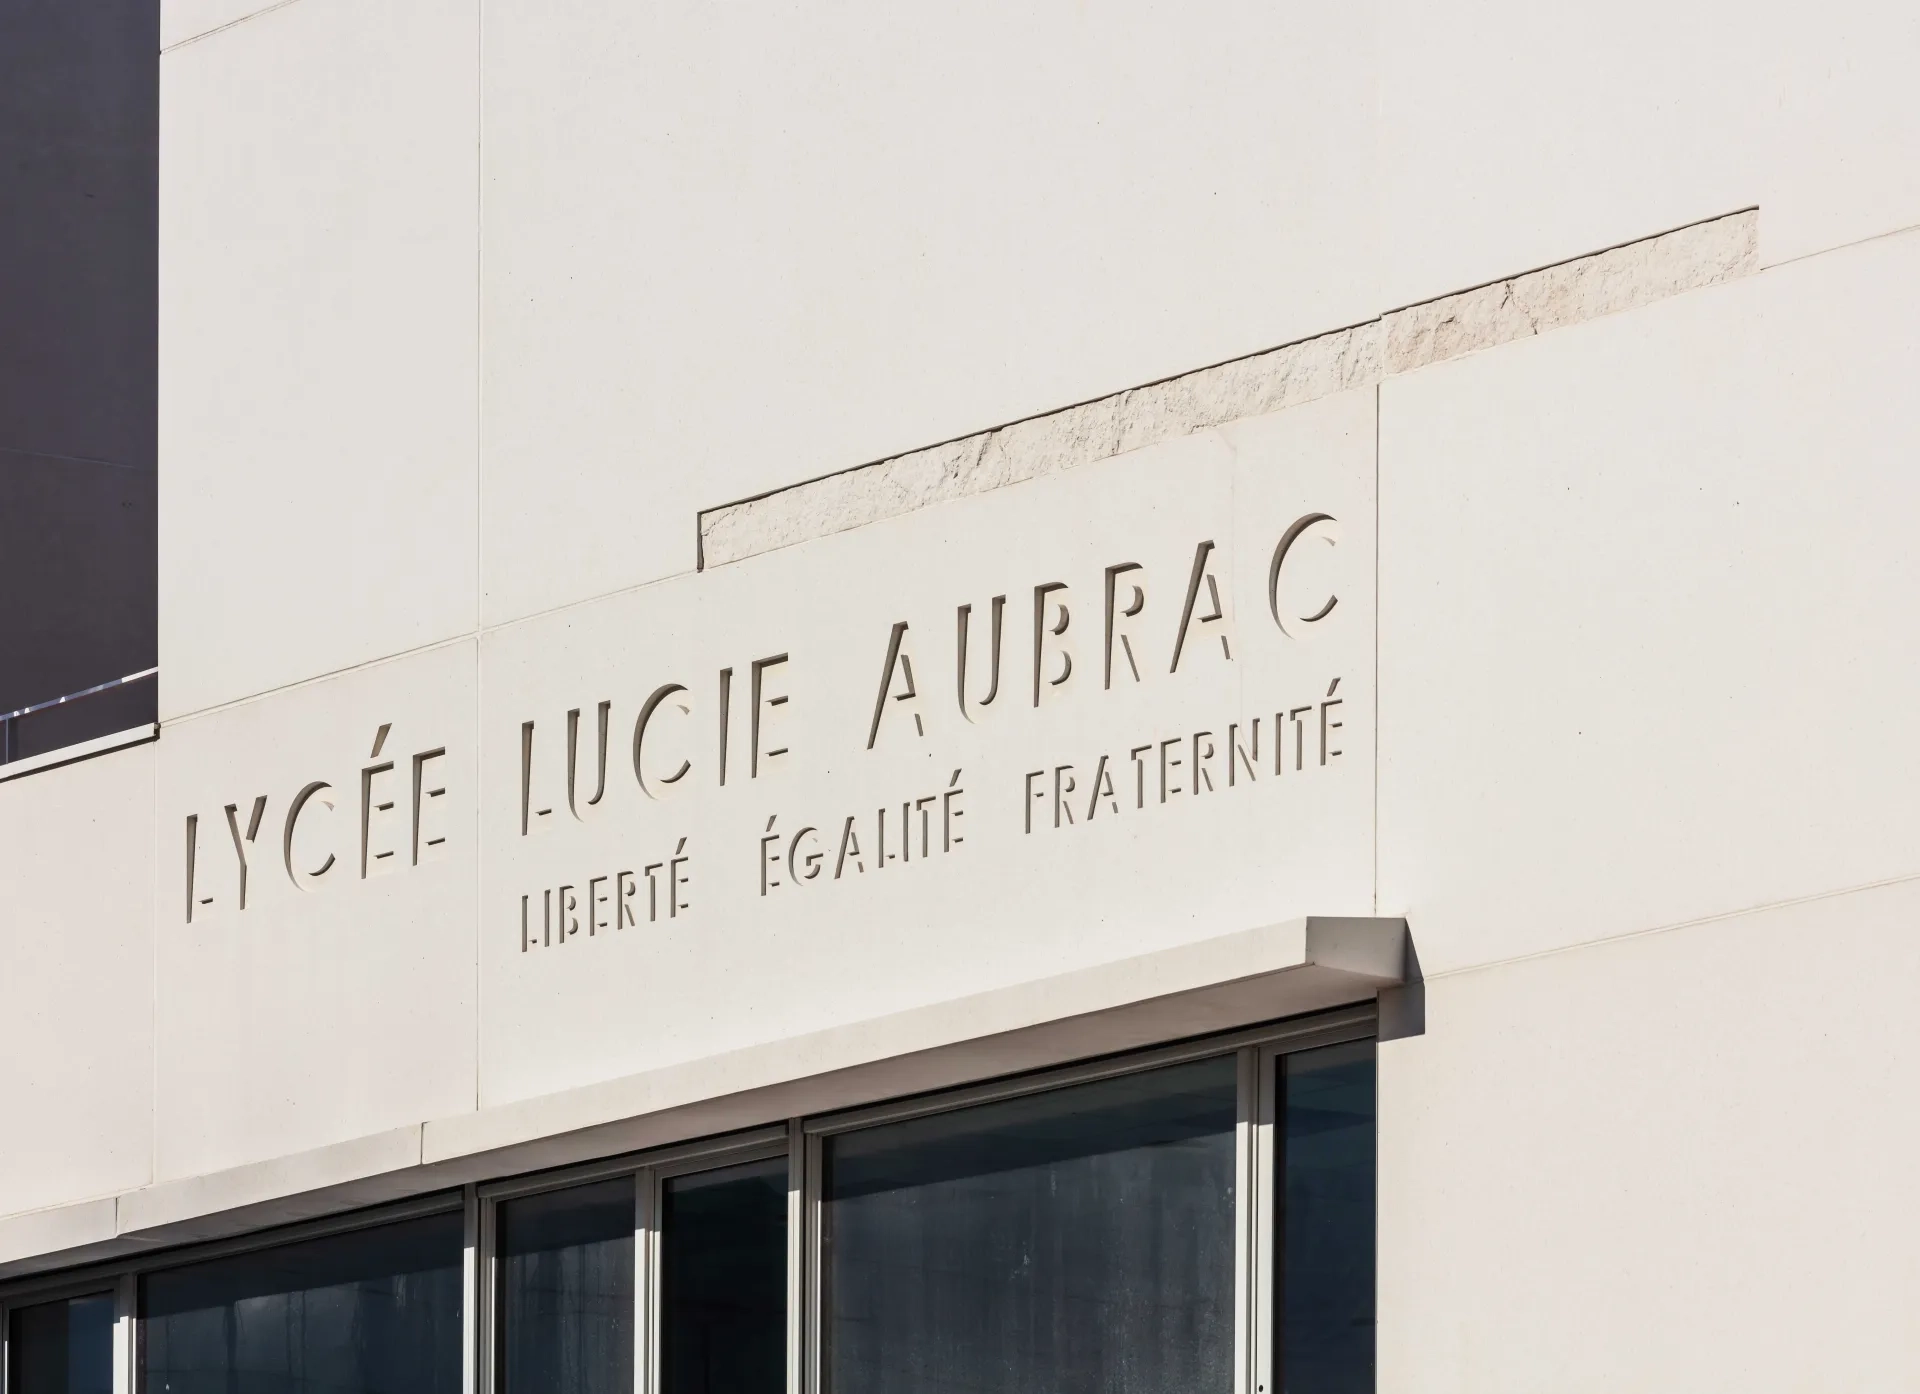 LYCÉE LUCIE AUBRAC
LIBERTÉ ÉGALITÉ FRATERNITÉ